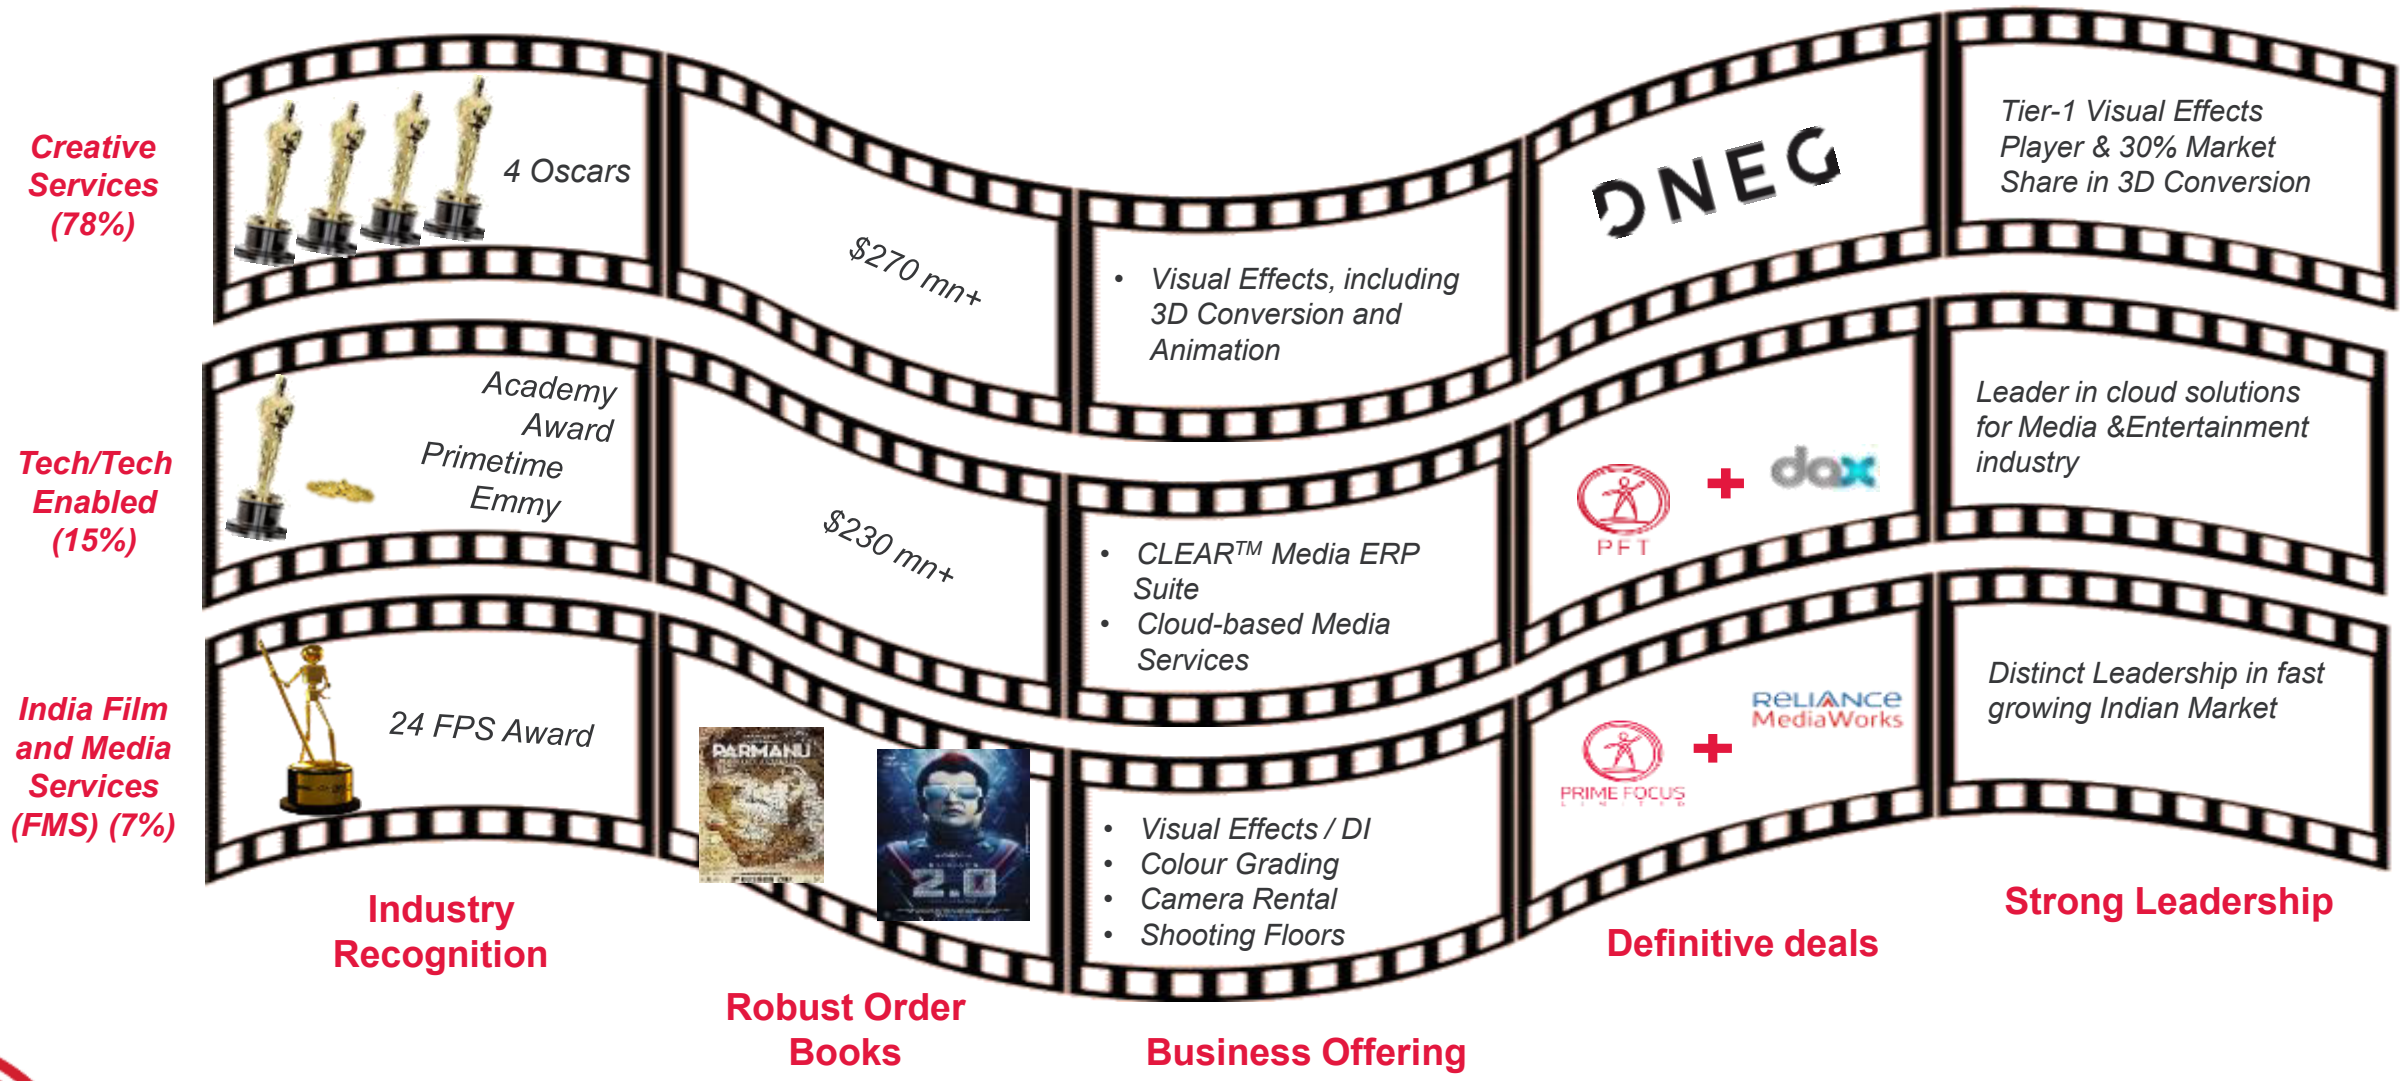 Creative
Services
(78%)
4 Oscars
$270 mn+
• Visual Effects, including
3D Conversion and
Animation
DNEG
Tier-1 Visual Effects
Player & 30% Market
Share in 3D Conversion
Tech/Tech
Enabled
(15%)
Academy
Award
Primetime
Emmy
$230 mn+
• CLEAR™ Media ERP
Suite
• Cloud-based Media
Services
PFT
dax
Leader in cloud solutions
for Media &Entertainment
industry
India Film
and Media
Services
(FMS) (7%)
24 FPS Award
PARMANU
2.0
• Visual Effects / DI
• Colour Grading
• Camera Rental
• Shooting Floors
PRIME FOCUS
LIMITED
RELIANCE
MediaWorks
Distinct Leadership in fast
growing Indian Market
Industry
Recognition
Robust Order
Books
Business Offering
Definitive deals
Strong Leadership